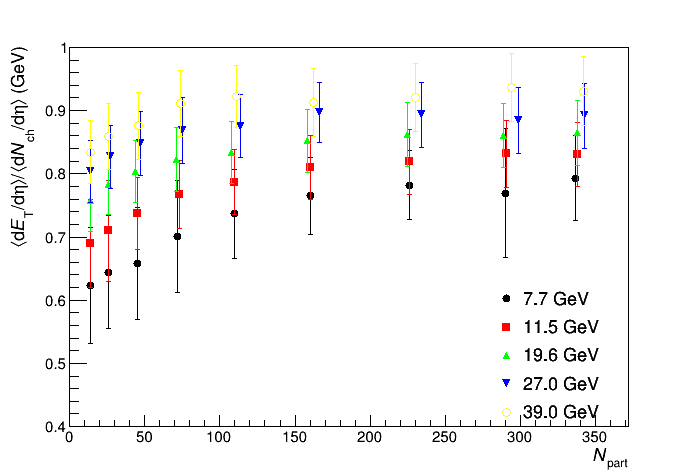 ⟨dE_T/dη⟩/⟨dN_ch/dη⟩ (GeV)
1
0.9
0.8
0.7
0.6
0.5
0.4
7.7 GeV
11.5 GeV
19.6 GeV
27.0 GeV
39.0 GeV
0 50 100 150 200 250 300 350
N_part